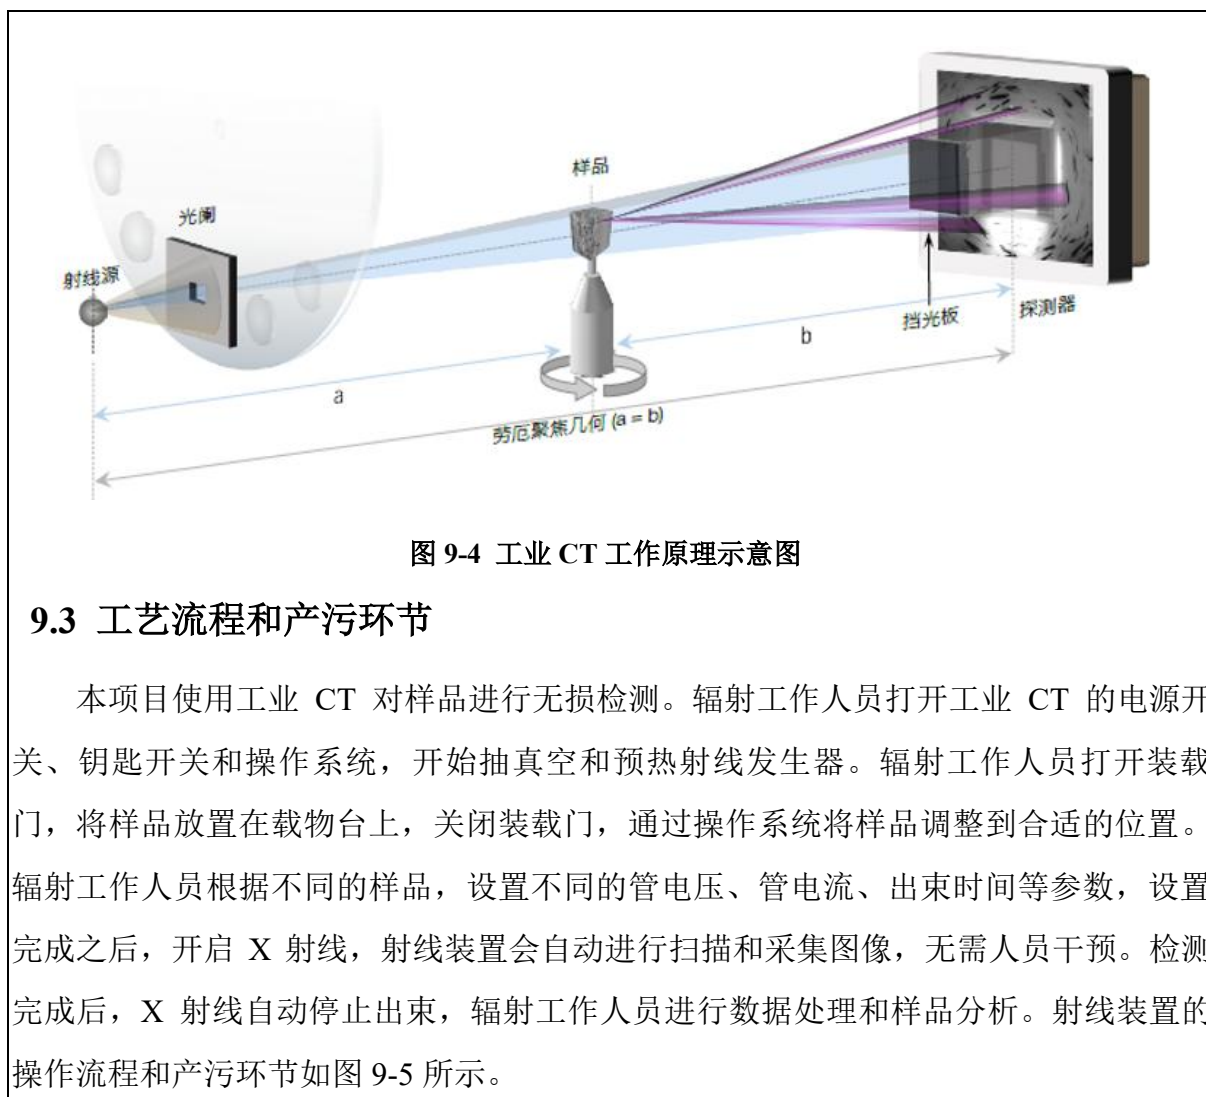 样品
光阑
射线源
挡光板
探测器
b
a
劳厄聚焦几何 (a = b)
图 9-4 工业 CT 工作原理示意图
9.3 工艺流程和产污环节
本项目使用工业 CT 对样品进行无损检测。辐射工作人员打开工业 CT 的电源开
关、钥匙开关和操作系统，开始抽真空和预热射线发生器。辐射工作人员打开装载
门，将样品放置在载物台上，关闭装载门，通过操作系统将样品调整到合适的位置。
辐射工作人员根据不同的样品，设置不同的管电压、管电流、出束时间等参数，设置
完成之后，开启 X 射线，射线装置会自动进行扫描和采集图像，无需人员干预。检测
完成后，X 射线自动停止出束，辐射工作人员进行数据处理和样品分析。射线装置的
操作流程和产污环节如图 9-5 所示。